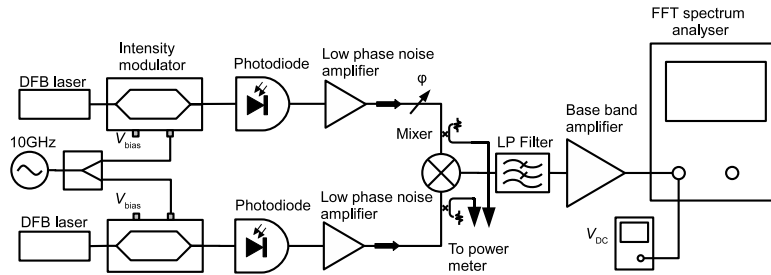 FFT spectrum
analyser
Intensity
modulator
DFB laser
Photodiode
Low phase noise
amplifier
φ
V bias
10GHz
Mixer
LP Filter
Base band
amplifier
V bias
DFB laser
Photodiode
Low phase noise
amplifier
To power
meter
V DC